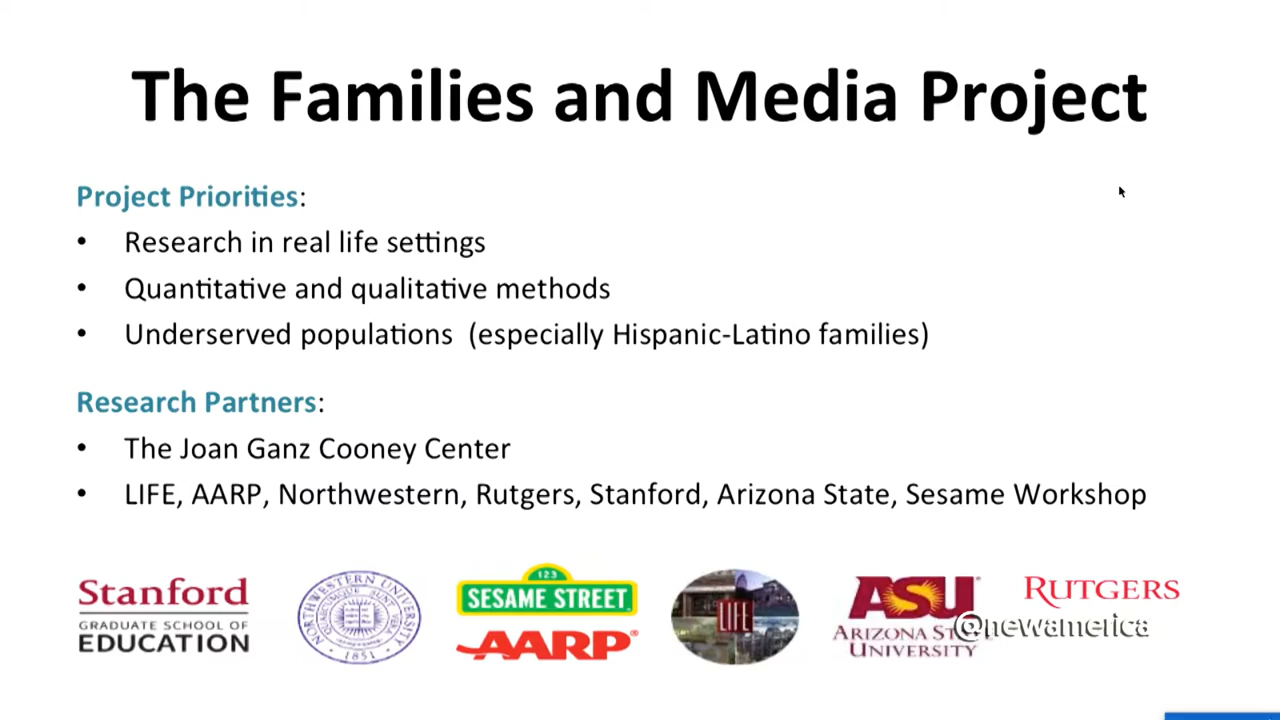 The Families and Media Project
Project Priorities:
• Research in real life settings
• Quantitative and qualitative methods
• Underserved populations (especially Hispanic-Latino families)
Research Partners:
• The Joan Ganz Cooney Center
• LIFE, AARP, Northwestern, Rutgers, Stanford, Arizona State, Sesame Workshop
Stanford
GRADUATE SCHOOL OF
EDUCATION
NORTHWESTERN UNIVERSITY
1851
123
SESAME STREET
AARP®
LIFE
ASU
ARIZONA STATE
UNIVERSITY
RUTGERS
@newamerica